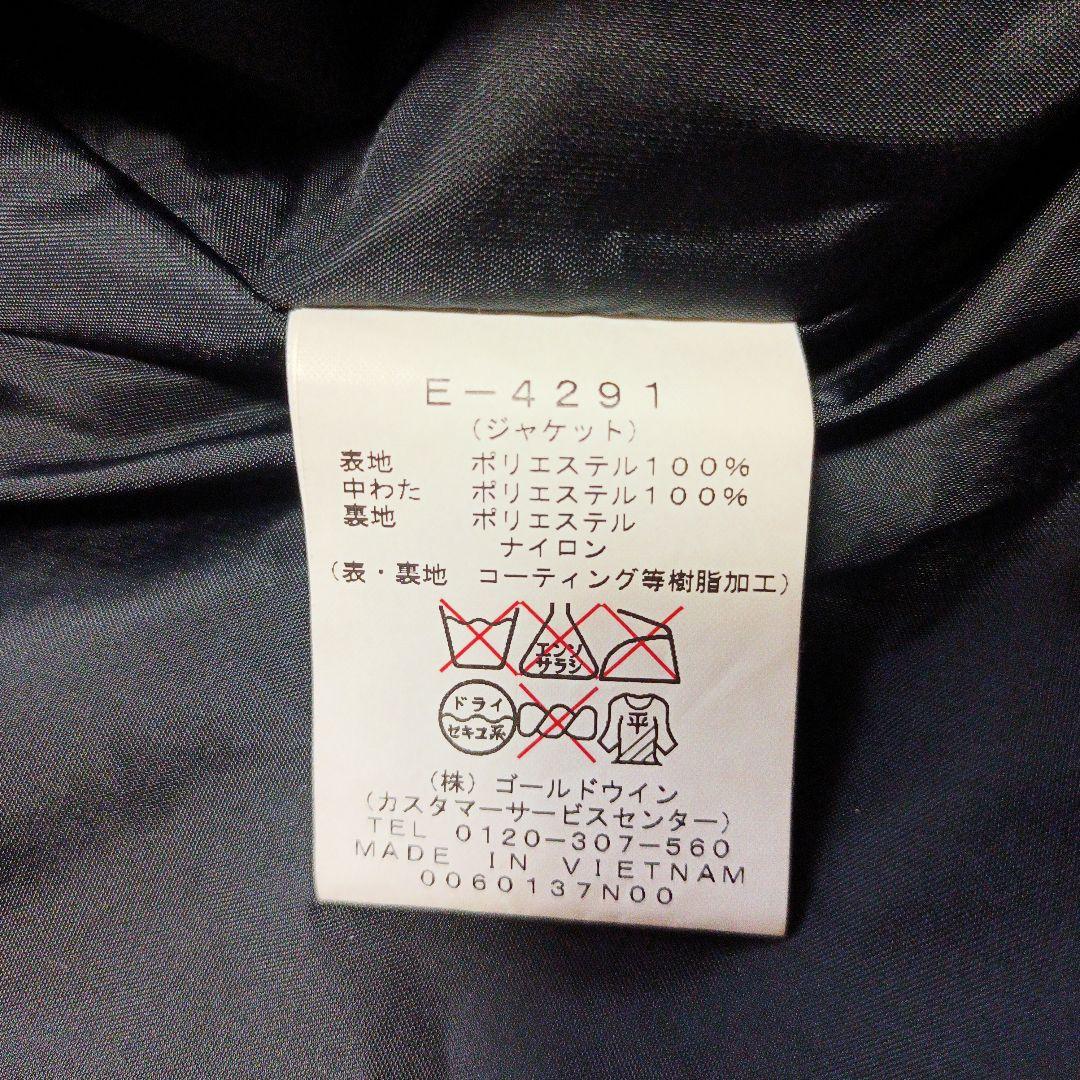 E-4291
(ジャケット)
表地 ポリエステル100%
中わた ポリエステル100%
裏地 ポリエステル
ナイロン
(表・裏地 コーティング等樹脂加工)
エンソ
サラシ
ドライ
セキユ系
平
(株)ゴールドウイン
(カスタマーサービスセンター)
TEL 0120-307-560
MADE IN VIETNAM
0060137N00